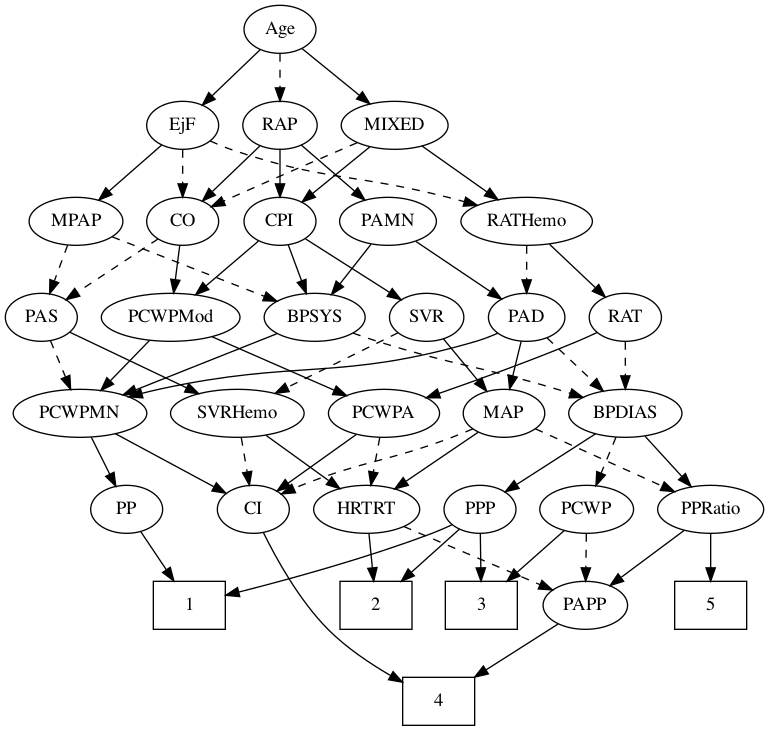 Age
EjF
RAP
MIXED
MPAP
CO
CPI
PAMN
RATHemo
PAS
PCWPMod
BPSYS
SVR
PAD
RAT
PCWPMN
SVRHemo
PCWPA
MAP
BPDIAS
PP
CI
HRTRT
PPP
PCWP
PPRatio
1
2
3
PAPP
5
4